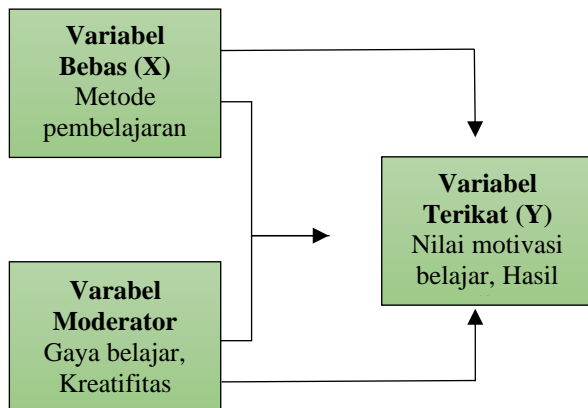 Variabel
Bebas (X)
Metode
pembelajaran
Variabel
Terikat (Y)
Nilai motivasi
belajar, Hasil
Varabel
Moderator
Gaya belajar,
Kreatifitas